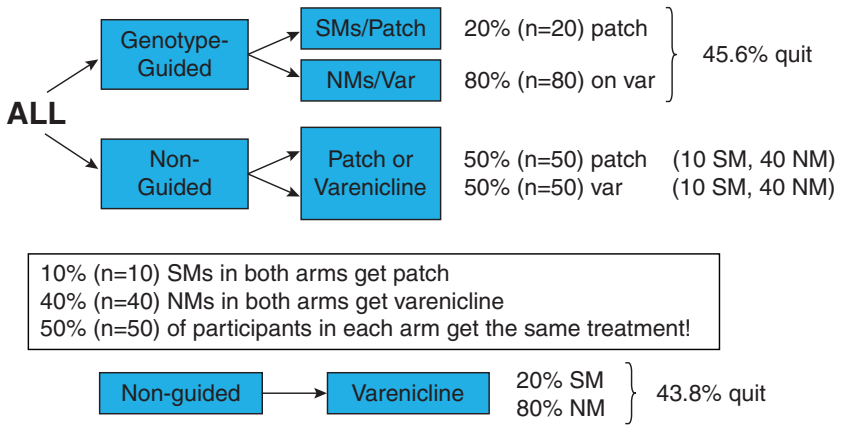 Genotype-
Guided
SMs/Patch
20% (n=20) patch
NMs/Var
80% (n=80) on var
45.6% quit
ALL
Non-
Guided
Patch or
Varenicline
50% (n=50) patch (10 SM, 40 NM)
50% (n=50) var (10 SM, 40 NM)
10% (n=10) SMs in both arms get patch
40% (n=40) NMs in both arms get varenicline
50% (n=50) of participants in each arm get the same treatment!
Non-guided
Varenicline
20% SM
80% NM
43.8% quit